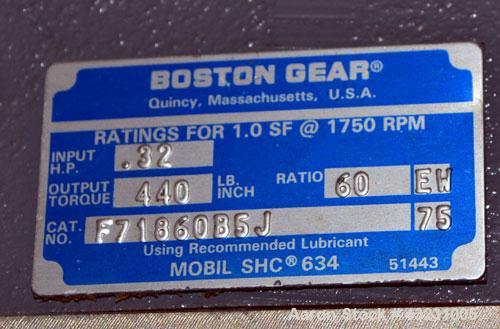 BOSTON GEAR®
Quincy, Massachusetts, U.S.A.
RATINGS FOR 1.0 SF @ 1750 RPM
INPUT H.P. .32
OUTPUT TORQUE 440 LB. INCH RATIO 60 EW
CAT. NO. F71860B5J 75
Using Recommended Lubricant
MOBIL SHC® 634 51443